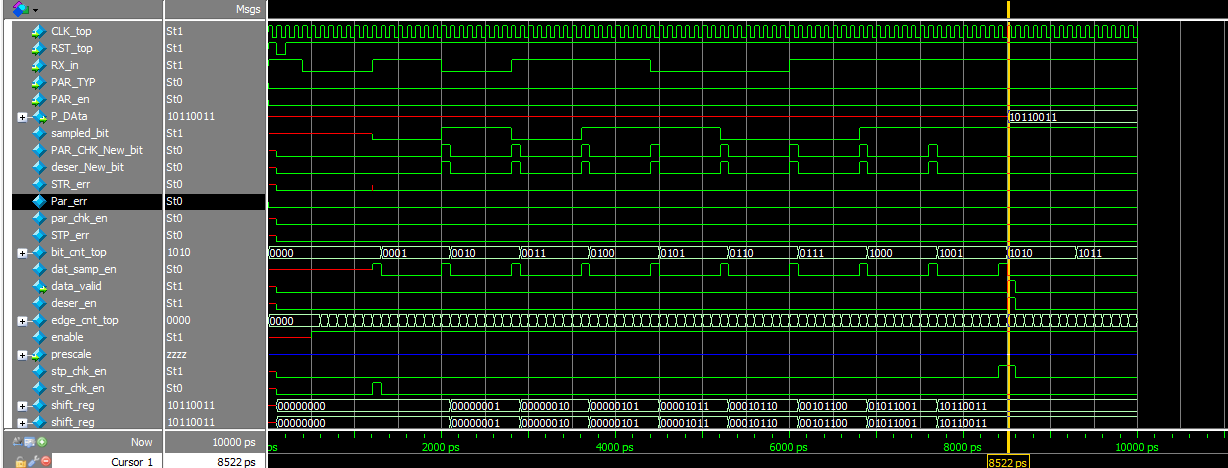 Msgs
CLK_top St1
RST_top St1
RX_in St1
PAR_TYP St0
PAR_en St0
P_DAta 10110011 10110011
sampled_bit St1
PAR_CHK_New_bit St0
deser_New_bit St0
STR_err St0
Par_err St0
par_chk_en St0
STP_err St0
bit_cnt_top 1010 0000 0001 0010 0011 0100 0101 0110 0111 1000 1001 1010 1011
dat_samp_en St0
data_valid St1
deser_en St1
edge_cnt_top 0000 0000
enable St1
prescale zzzz
stp_chk_en St1
str_chk_en St0
shift_reg 10110011 00000000 00000001 00000010 00000101 00001011 00010110 00101100 01011001 10110011
shift_reg 10110011 00000000 00000001 00000010 00000101 00001011 00010110 00101100 01011001 10110011
Now 10000 ps ps 2000 ps 4000 ps 6000 ps 8000 ps 10000 ps
Cursor 1 8522 ps 8522 ps